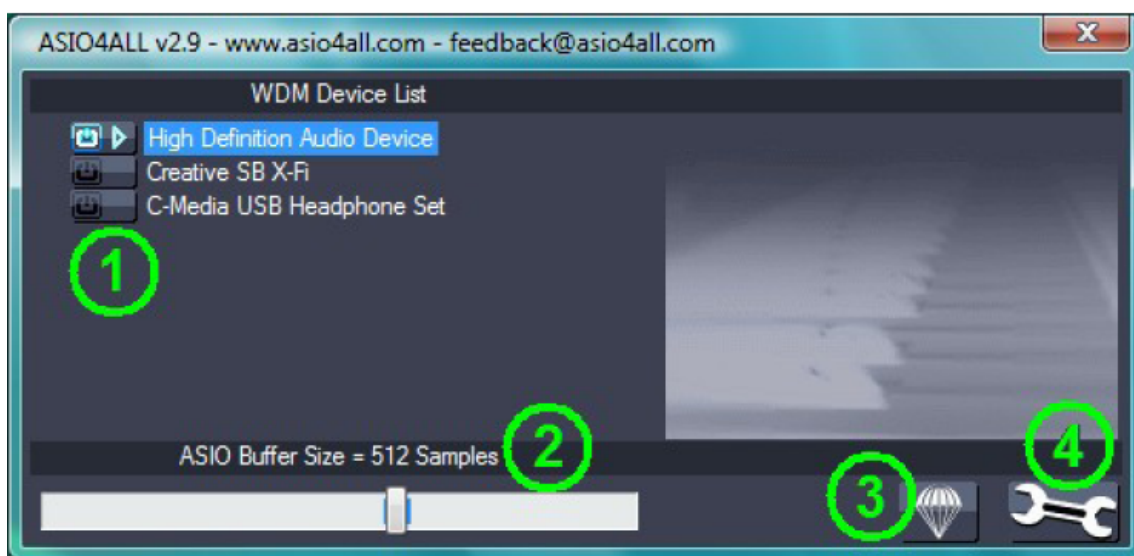 ASIO4ALL v2.9 - www.asio4all.com - feedback@asio4all.com
WDM Device List
High Definition Audio Device
Creative SB X-Fi
C-Media USB Headphone Set
1
ASIO Buffer Size = 512 Samples
2
3
4